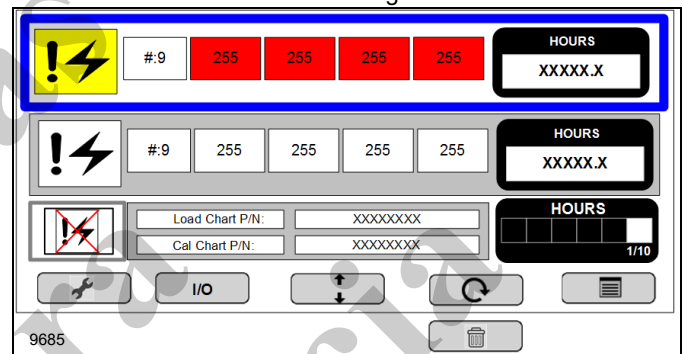 HOURS
#:9 255 255 255 255
XXXXX.X
HOURS
#:9 255 255 255 255
XXXXX.X
Load Chart P/N: XXXXXXXX
HOURS
Cal Chart P/N: XXXXXXXX
1/10
I/O
9685